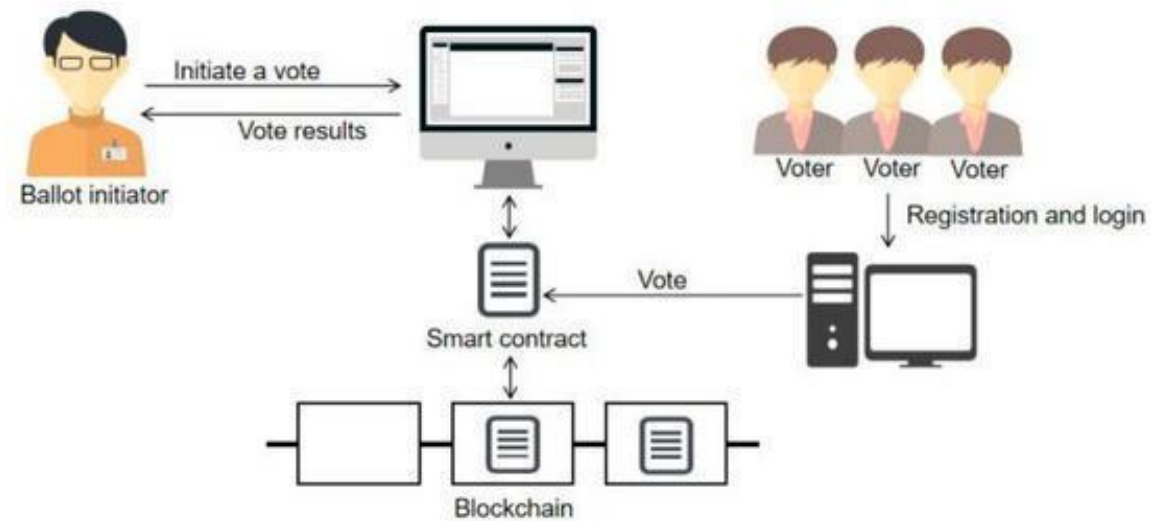 Initiate a vote
Vote results
Ballot initiator
Voter Voter Voter
Registration and login
Vote
Smart contract
Blockchain